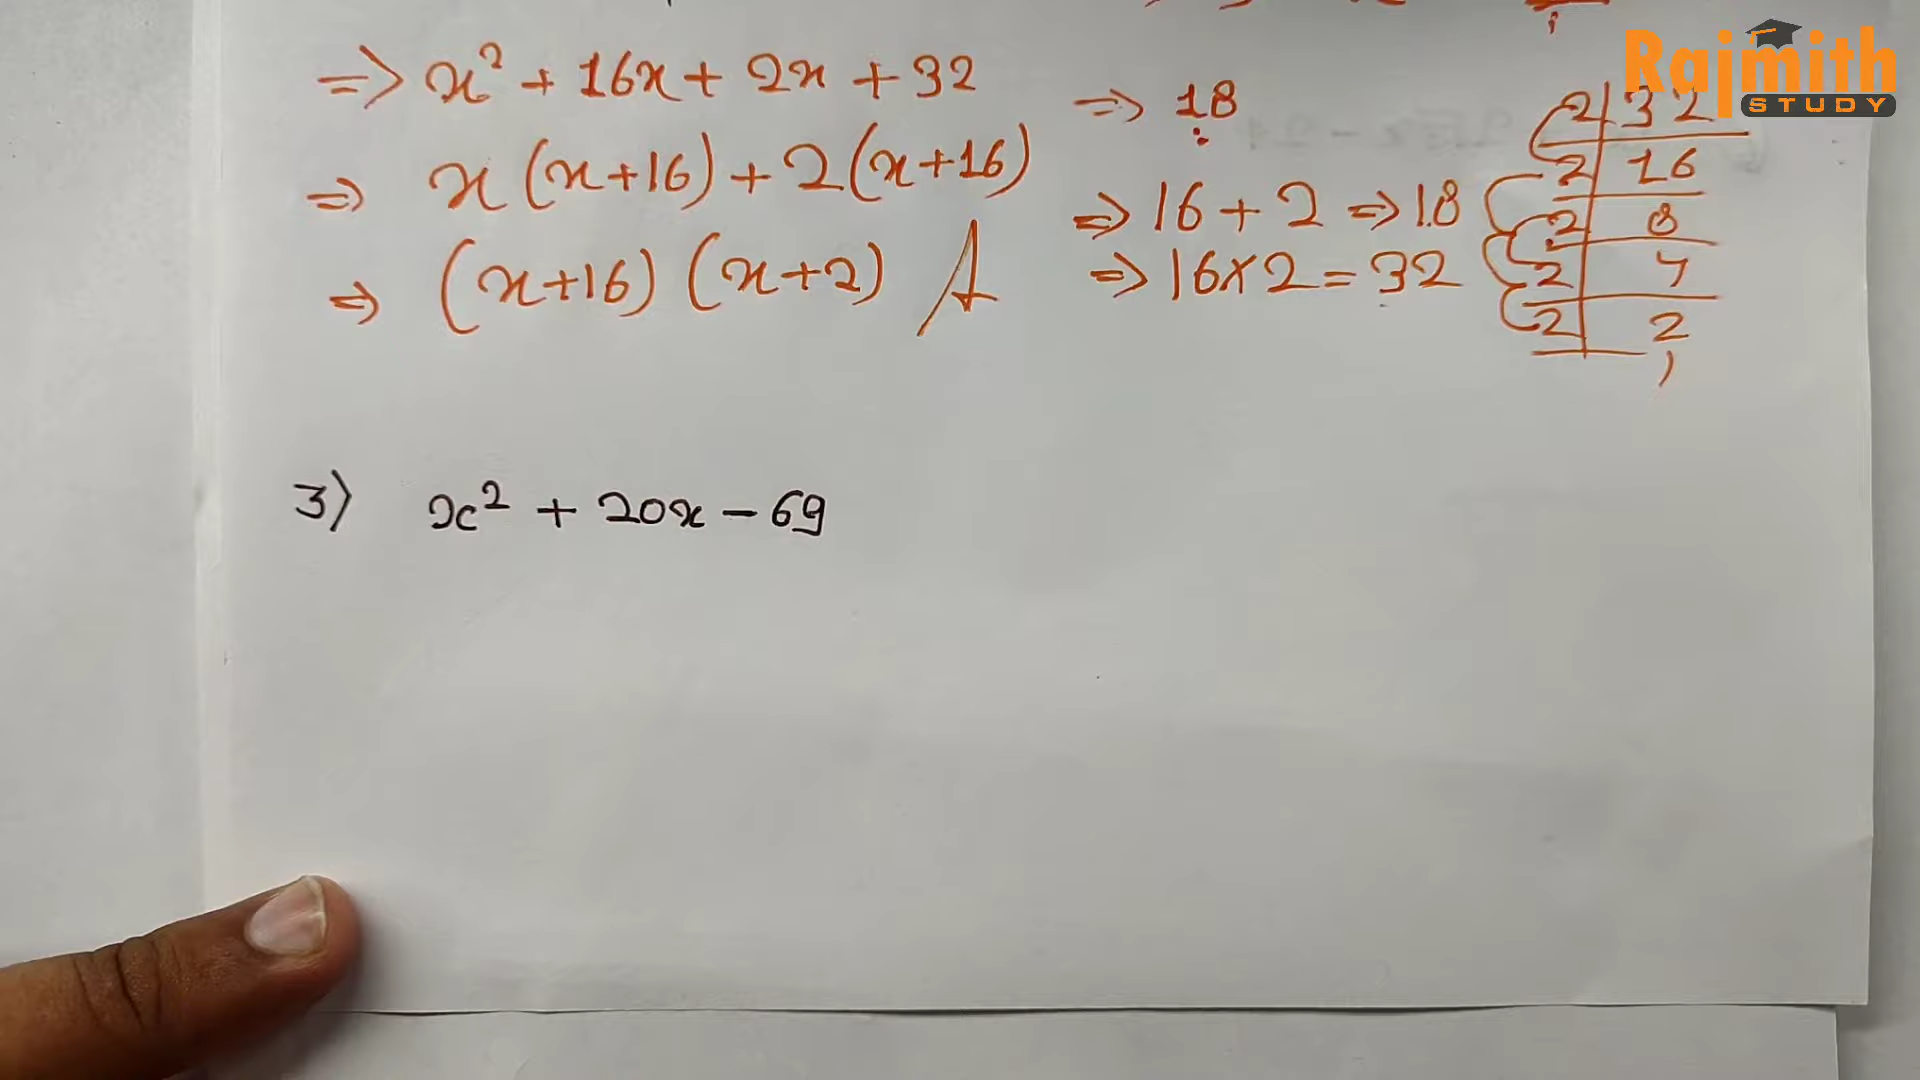 ⇒ x² + 16x + 2x + 32
⇒ x (x+16) + 2 (x+16)
⇒ (x+16) (x+2) A
⇒ 18
⇒ 16 + 2 ⇒ 18
⇒ 16 × 2 = 32
2 | 32
2 | 16
2 | 8
2 | 4
2 | 2
1
3) x² + 20x - 69
Rajmith
STUDY